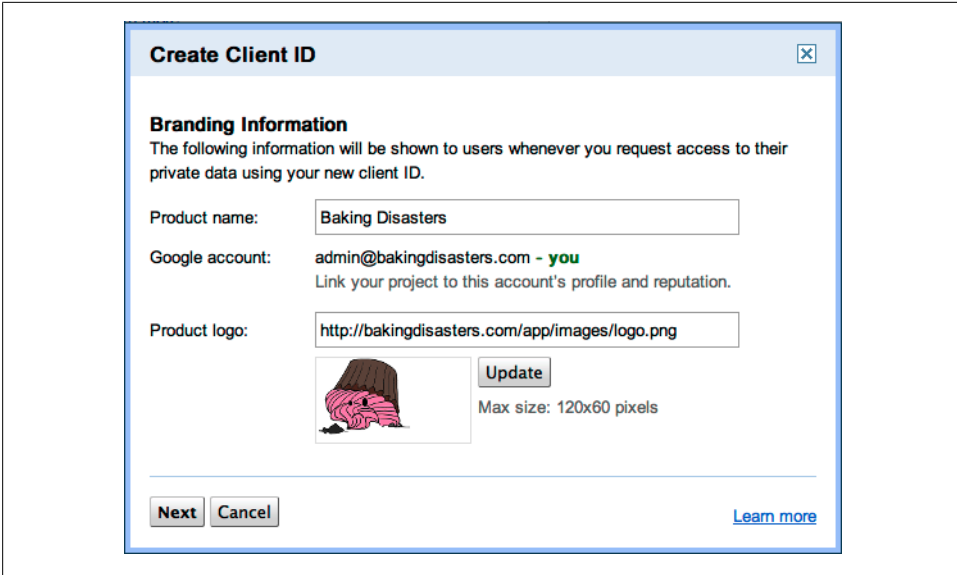 Create Client ID
Branding Information
The following information will be shown to users whenever you request access to their
private data using your new client ID.
Product name: Baking Disasters
Google account: admin@bakingdisasters.com - you
Link your project to this account's profile and reputation.
Product logo: http://bakingdisasters.com/app/images/logo.png
Update
Max size: 120x60 pixels
Next Cancel Learn more